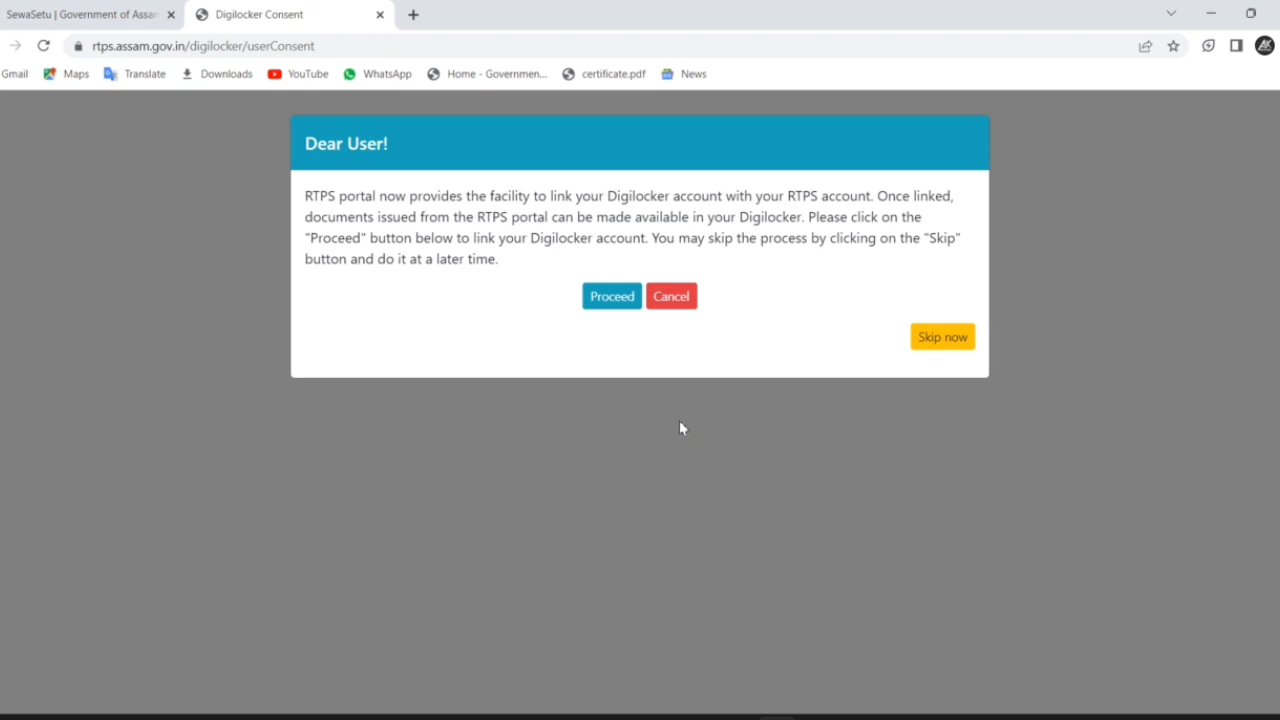 SewaSetu | Government of Assam
Digilocker Consent
rtps.assam.gov.in/digilocker/userConsent
Gmail Maps Translate Downloads YouTube WhatsApp Home - Governmen... certificate.pdf News
Dear User!
RTPS portal now provides the facility to link your Digilocker account with your RTPS account. Once linked,
documents issued from the RTPS portal can be made available in your Digilocker. Please click on the
"Proceed" button below to link your Digilocker account. You may skip the process by clicking on the "Skip"
button and do it at a later time.
Proceed Cancel
Skip now